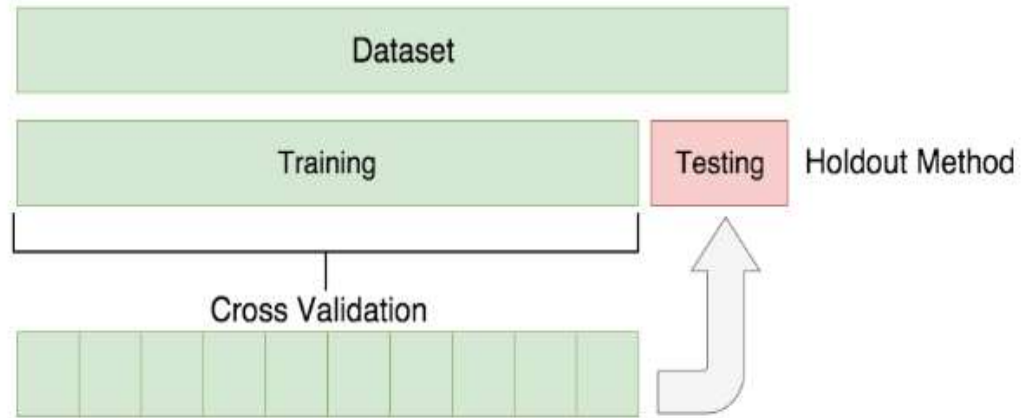 Dataset
Training
Testing
Holdout Method
Cross Validation